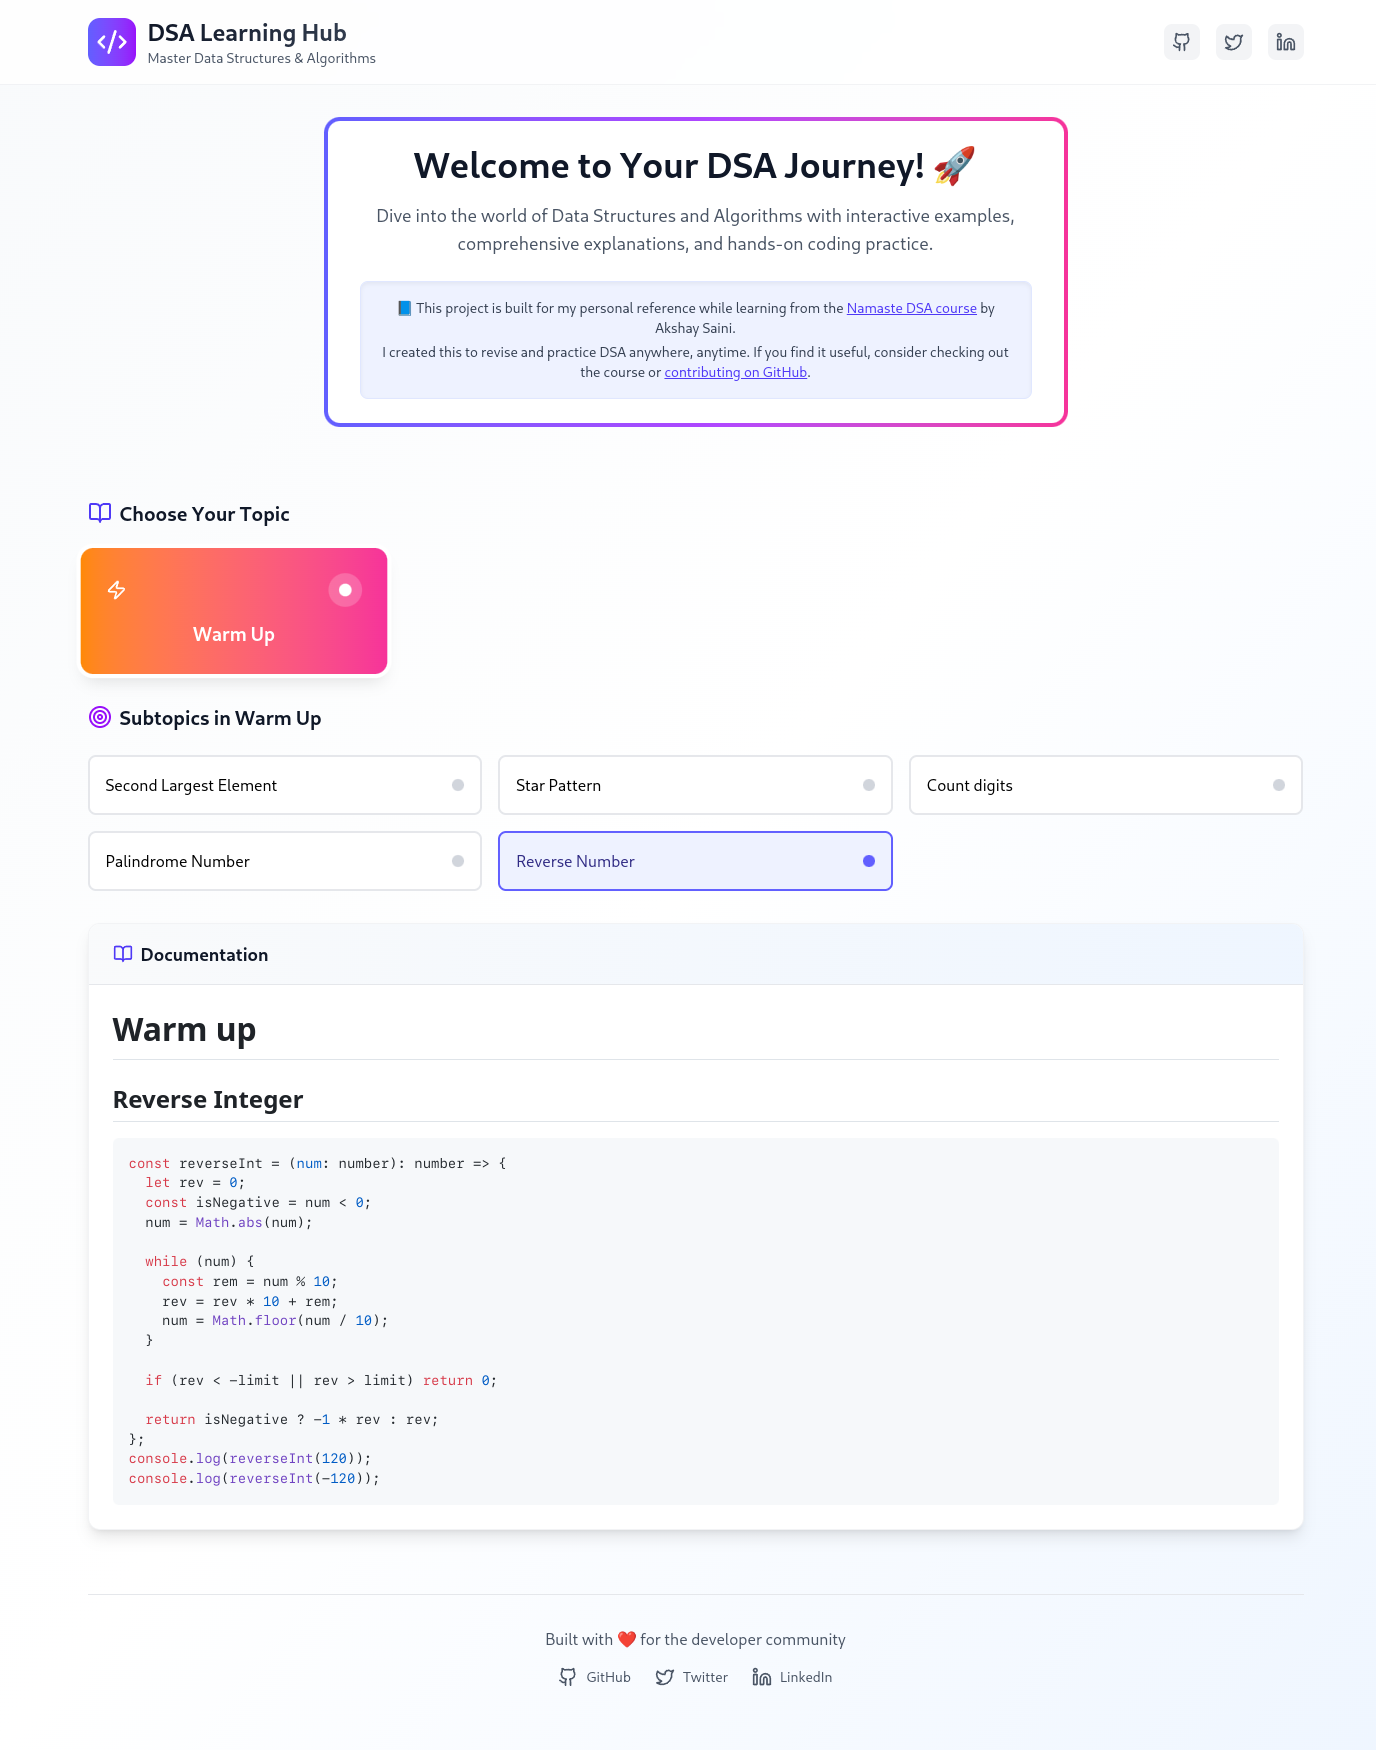 DSA Learning Hub
Master Data Structures & Algorithms
Welcome to Your DSA Journey! 🚀
Dive into the world of Data Structures and Algorithms with interactive examples,
comprehensive explanations, and hands-on coding practice.
📘 This project is built for my personal reference while learning from the Namaste DSA course by
Akshay Saini.
I created this to revise and practice DSA anywhere, anytime. If you find it useful, consider checking out
the course or contributing on GitHub.
Choose Your Topic
Warm Up
Subtopics in Warm Up
Second Largest Element
Star Pattern
Count digits
Palindrome Number
Reverse Number
Documentation
Warm up
Reverse Integer
const reverseInt = (num: number): number => {
  let rev = 0;
  const isNegative = num < 0;
  num = Math.abs(num);
  while (num) {
    const rem = num % 10;
    rev = rev * 10 + rem;
    num = Math.floor(num / 10);
  }
  if (rev < -limit || rev > limit) return 0;
  return isNegative ? -1 * rev : rev;
};
console.log(reverseInt(120));
console.log(reverseInt(-120));
Built with ❤️ for the developer community
GitHub
Twitter
LinkedIn